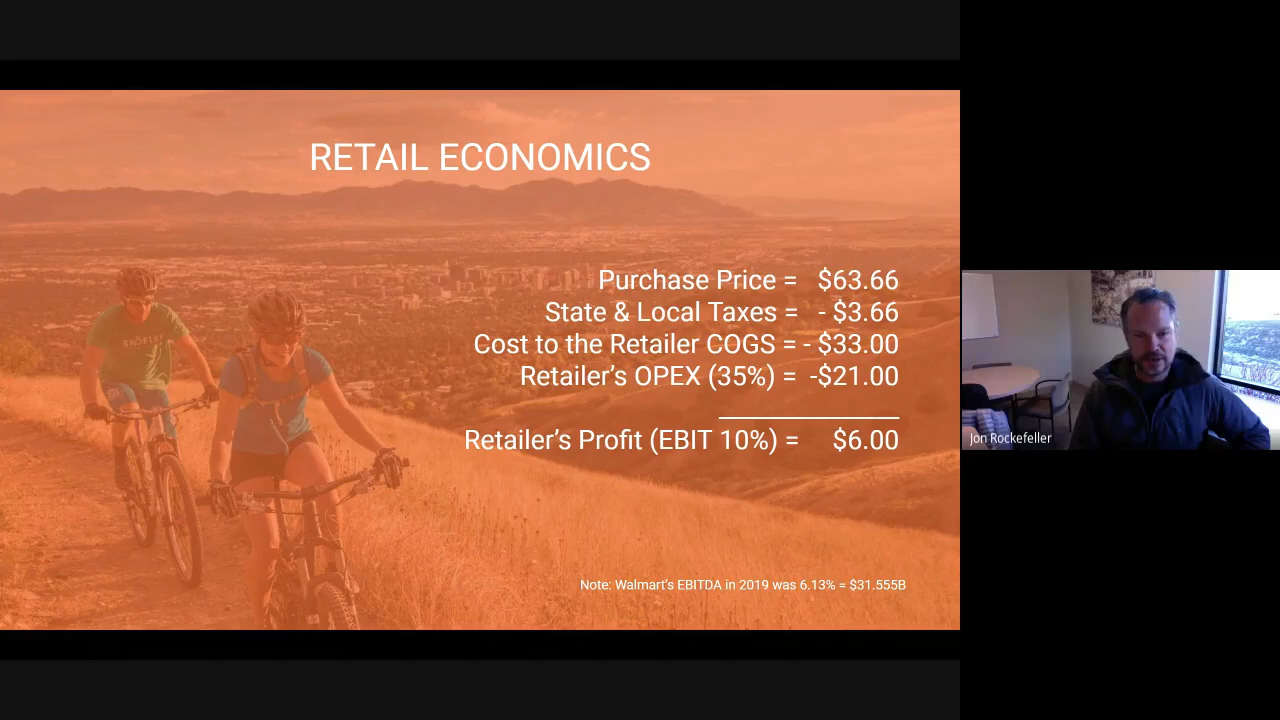 RETAIL ECONOMICS
Purchase Price = $63.66
State & Local Taxes = - $3.66
Cost to the Retailer COGS = - $33.00
Retailer's OPEX (35%) = -$21.00
Retailer's Profit (EBIT 10%) = $6.00
Note: Walmart's EBITDA in 2019 was 6.13% = $31.555B
Jon Rockefeller